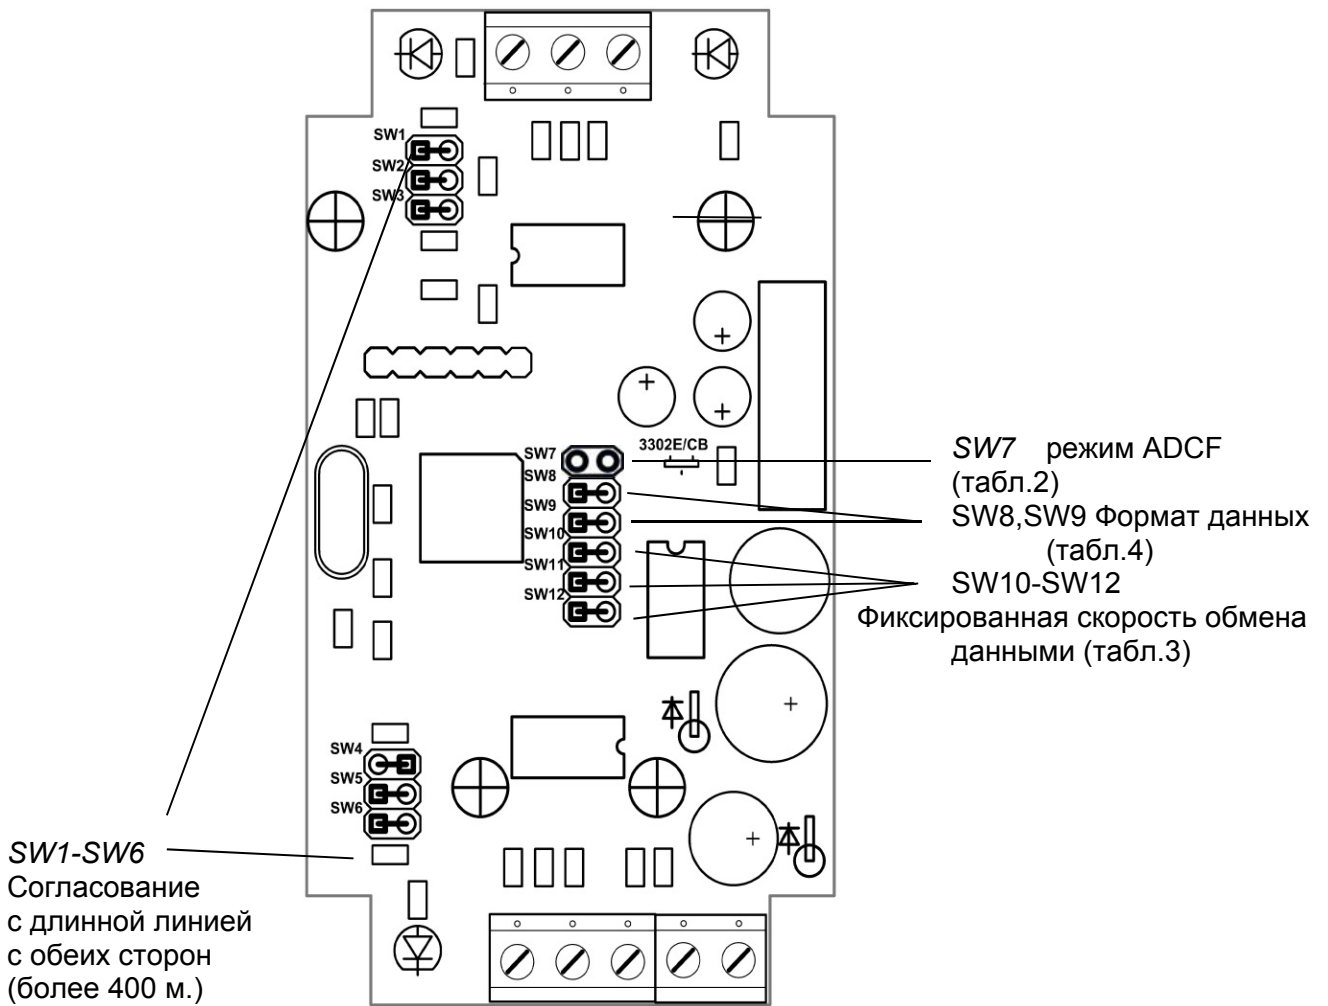 SW1
SW2
SW3
3302E/CB
SW7
SW8
SW9
SW10
SW11
SW12
SW7 режим ADCF
(табл.2)
SW8,SW9 Формат данных
(табл.4)
SW10-SW12
Фиксированная скорость обмена
данными (табл.3)
SW4
SW5
SW6
SW1-SW6
Согласование
с длинной линией
с обеих сторон
(более 400 м.)